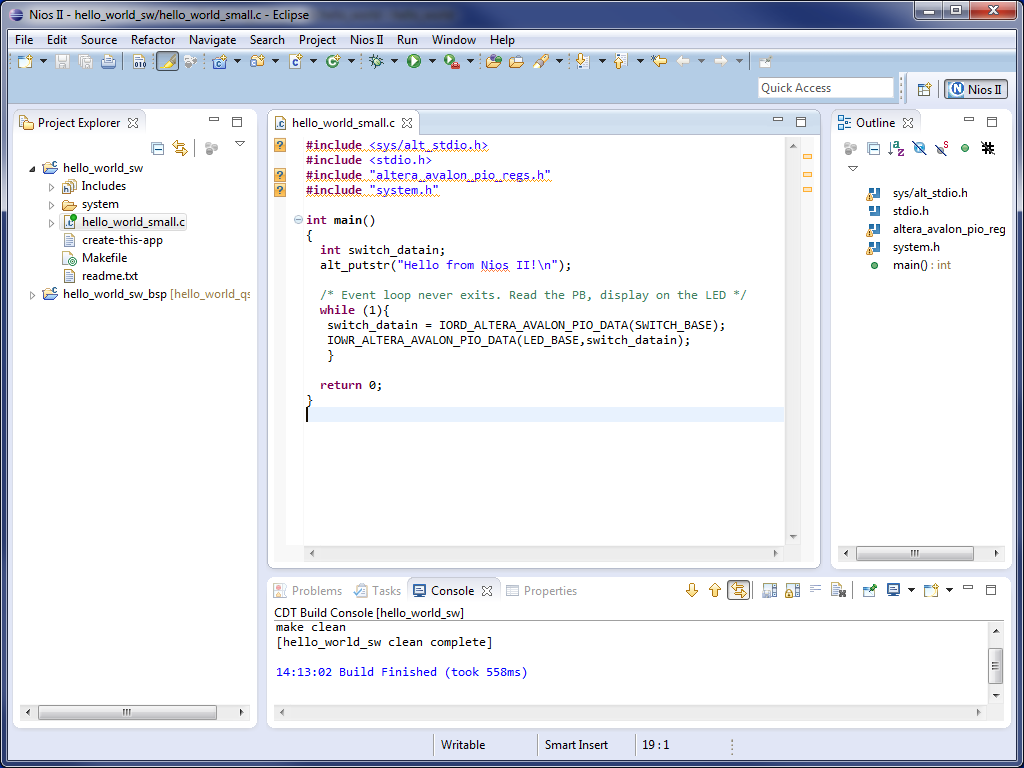 Nios II - hello_world_sw/hello_world_small.c - Eclipse
File Edit Source Refactor Navigate Search Project Nios II Run Window Help
Quick Access
Nios II
Project Explorer
hello_world_sw
Includes
system
hello_world_small.c
create-this-app
Makefile
readme.txt
hello_world_sw_bsp [hello_world_qs
hello_world_small.c
#include <sys/alt_stdio.h>
#include <stdio.h>
#include "altera_avalon_pio_regs.h"
#include "system.h"
int main()
{
int switch_datain;
alt_putstr("Hello from Nios II!\n");
/* Event loop never exits. Read the PB, display on the LED */
while (1){
switch_datain = IORD_ALTERA_AVALON_PIO_DATA(SWITCH_BASE);
IOWR_ALTERA_AVALON_PIO_DATA(LED_BASE,switch_datain);
}
return 0;
}
Outline
sys/alt_stdio.h
stdio.h
altera_avalon_pio_reg
system.h
main() : int
Problems Tasks Console Properties
CDT Build Console [hello_world_sw]
make clean
[hello_world_sw clean complete]
14:13:02 Build Finished (took 558ms)
Writable Smart Insert 19 : 1